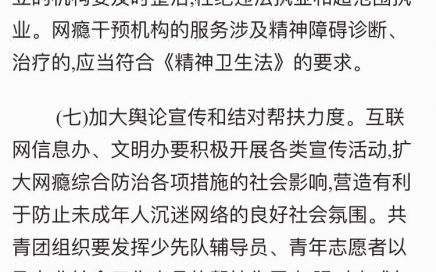 业。网瘾干预机构的服务涉及精神障碍诊断、
治疗的,应当符合《精神卫生法》的要求。
(七)加大舆论宣传和结对帮扶力度。互联
网信息办、文明办要积极开展各类宣传活动,扩
大网瘾综合防治各项措施的社会影响,营造有利
于防止未成年人沉迷网络的良好社会氛围。共
青团组织要发挥少先队辅导员、青年志愿者以